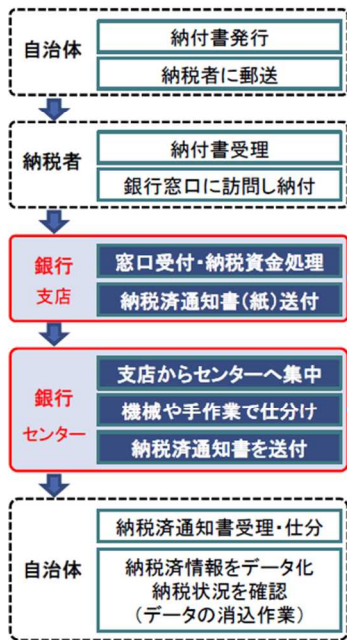 自治体
納付書発行
納税者に郵送
納税者
納付書受理
銀行窓口に訪問し納付
銀行
支店
窓口受付・納税資金処理
納税済通知書(紙)送付
銀行
センター
支店からセンターへ集中
機械や手作業で仕分け
納税済通知書を送付
自治体
納税済通知書受理・仕分
納税済情報をデータ化
納税状況を確認
(データの消込作業)